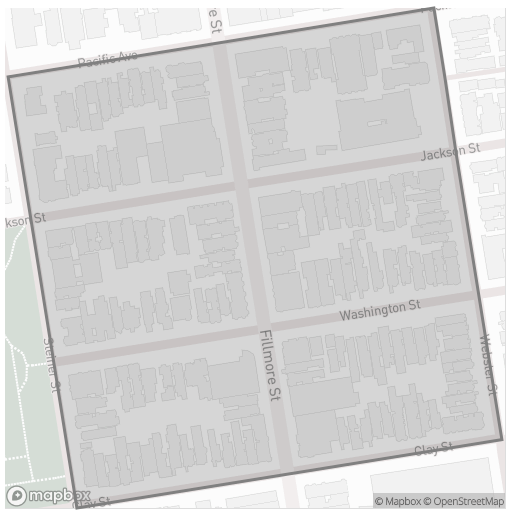 Pacific Ave
Jackson St
kson St
Washington St
Fillmore St
Steiner St
Webster St
Clay St
Clay St
re St
mapbox
© Mapbox © OpenStreetMap